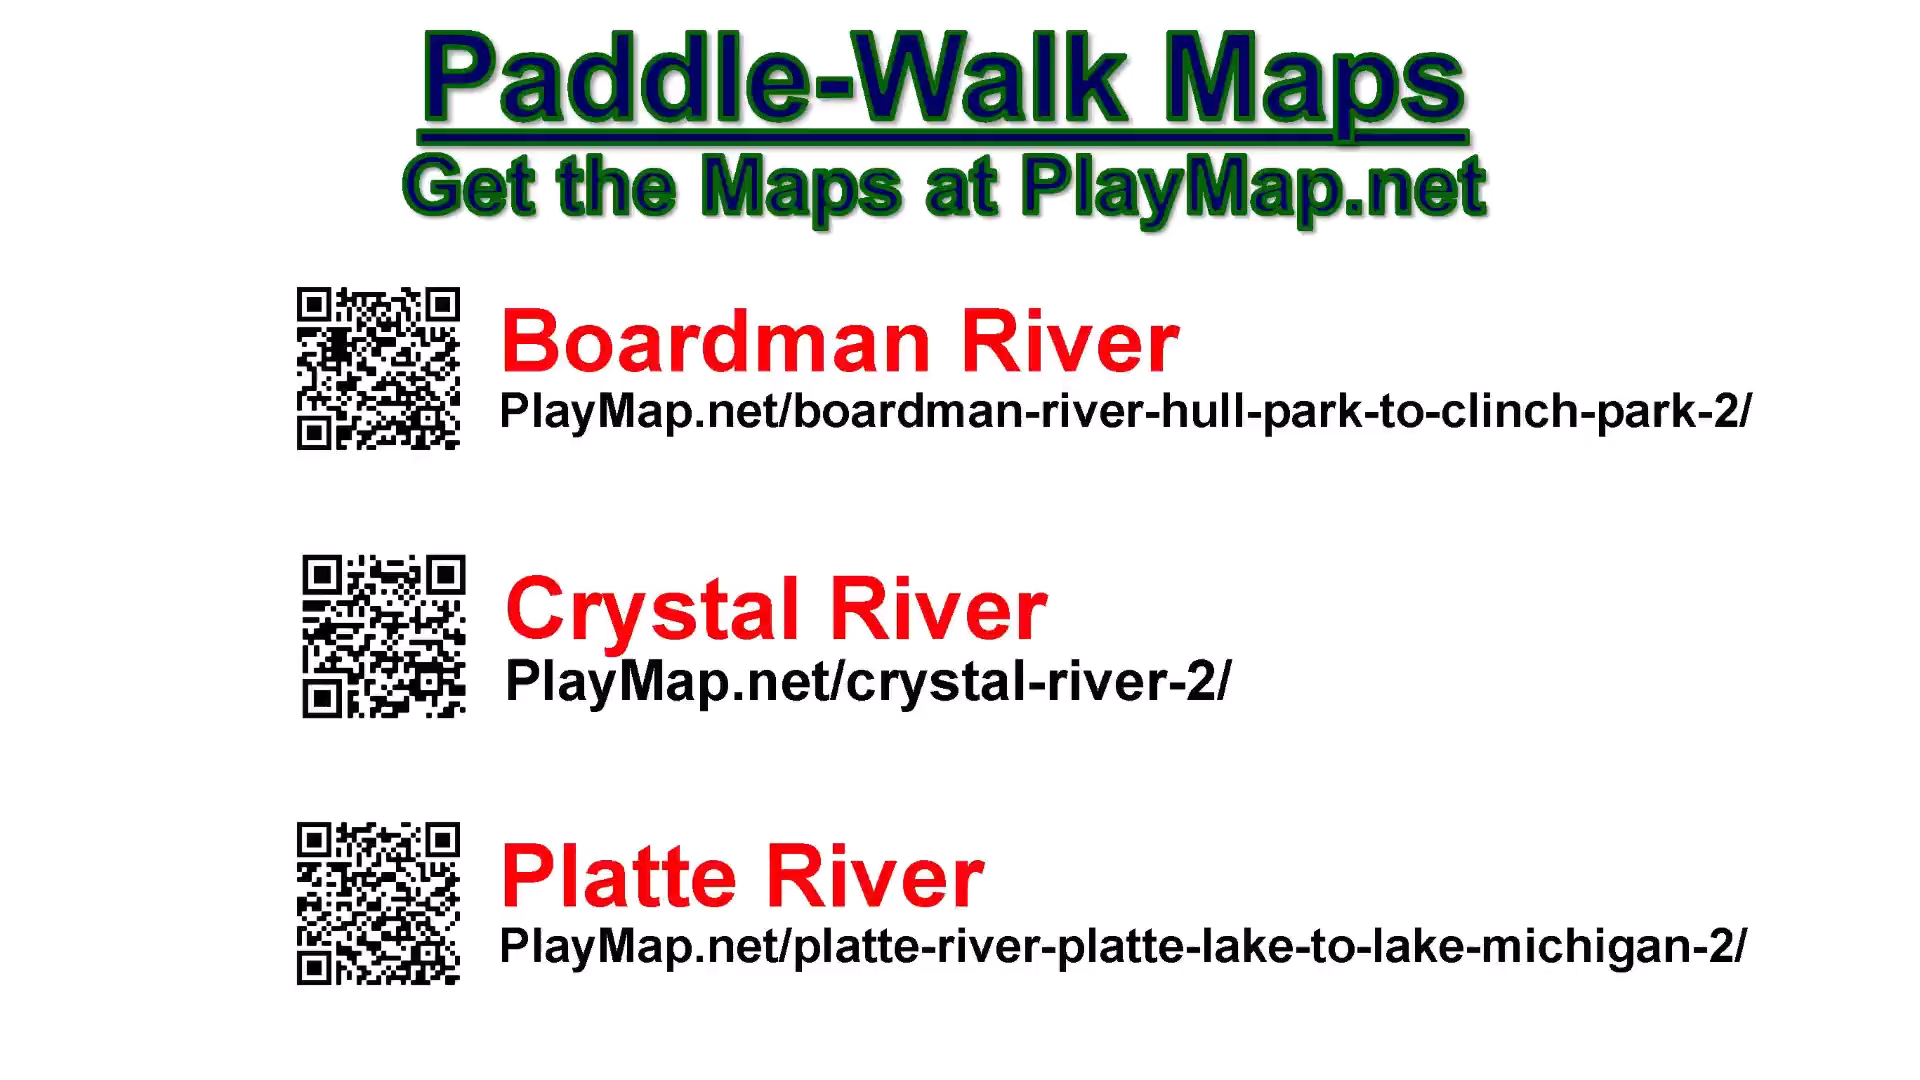 Paddle-Walk Maps
Get the Maps at PlayMap.net
Boardman River
PlayMap.net/boardman-river-hull-park-to-clinch-park-2/
Crystal River
PlayMap.net/crystal-river-2/
Platte River
PlayMap.net/platte-river-platte-lake-to-lake-michigan-2/